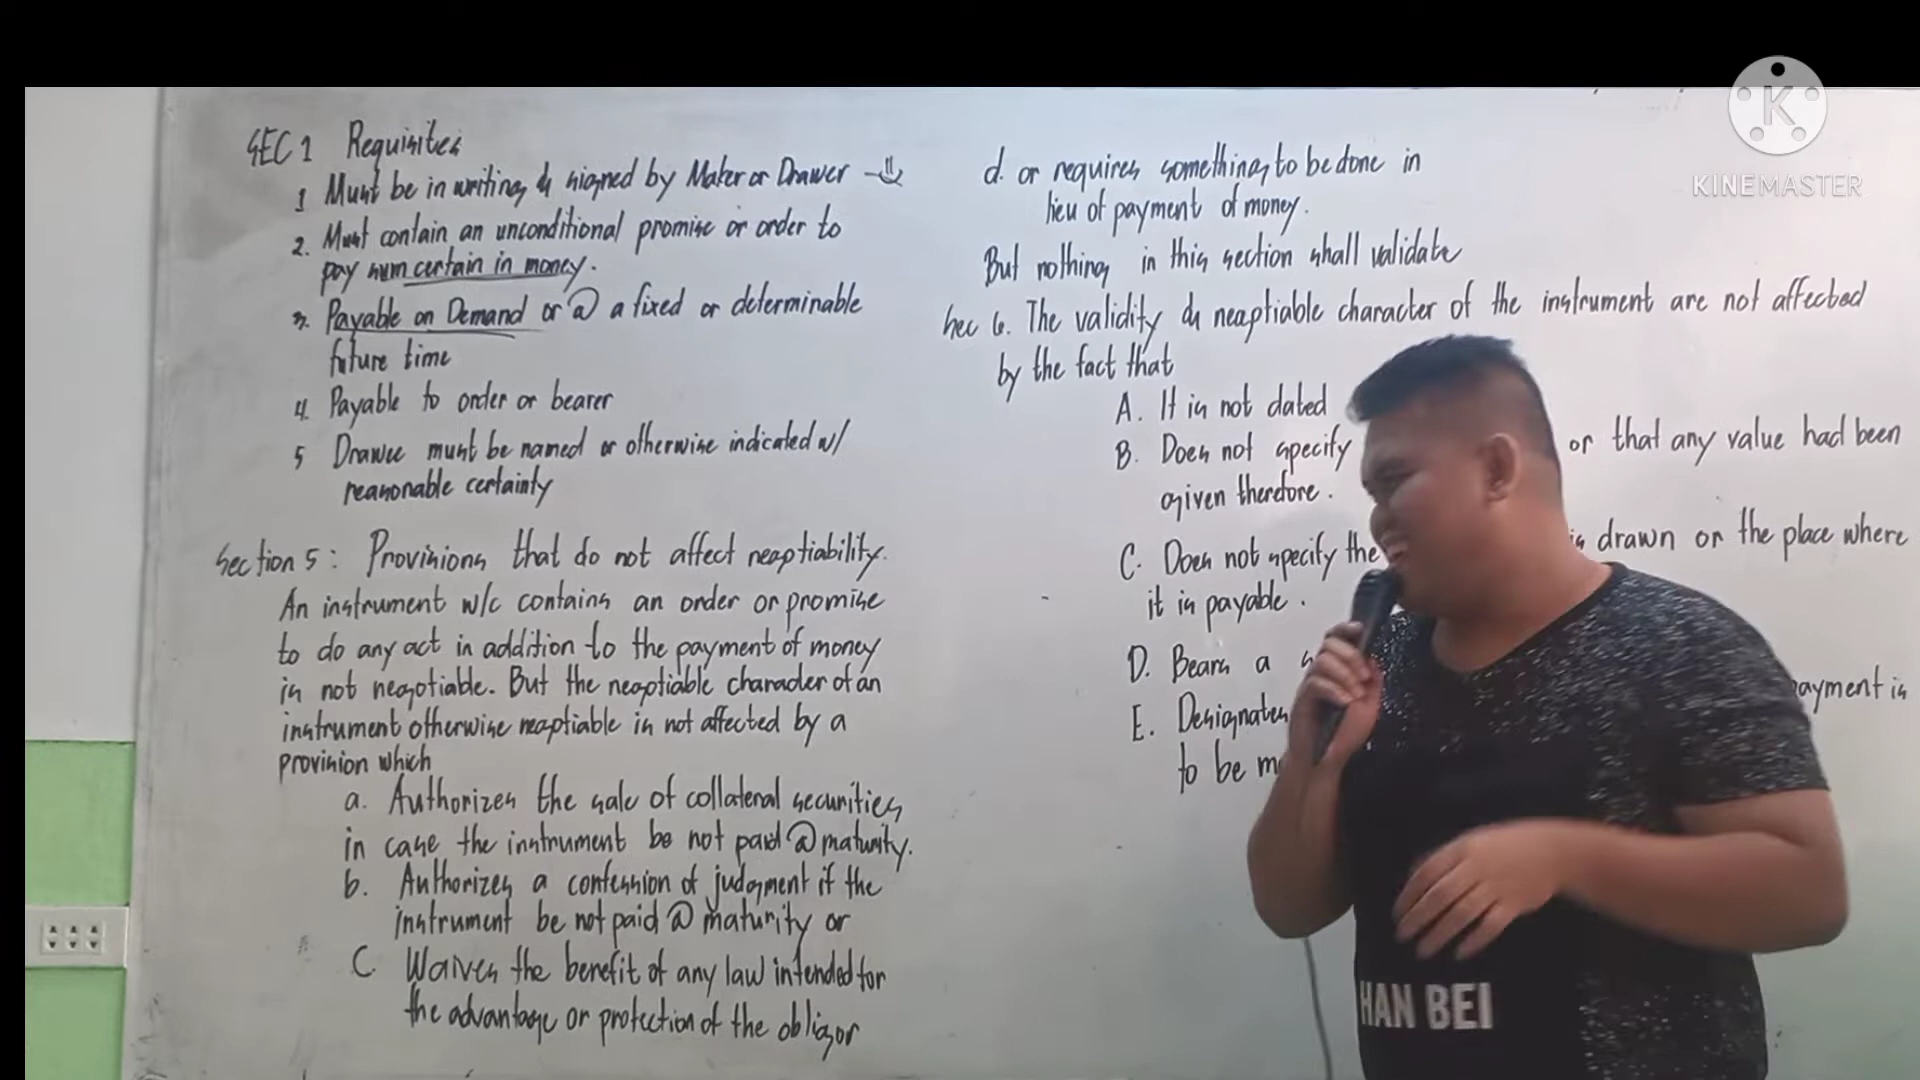 SEC 1 Requisites
1 Must be in writing & signed by Maker or Drawer
2. Must contain an unconditional promise or order to
pay sum certain in money.
3. Payable on Demand or @ a fixed or determinable
future time
4. Payable to order or bearer
5 Drawee must be named or otherwise indicated w/
reasonable certainty
Section 5: Provisions that do not affect negotiability.
An instrument w/c contains an order or promise
to do any act in addition to the payment of money
is not negotiable. But the negotiable character of an
instrument otherwise negotiable is not affected by a
provision which
a. Authorizes the sale of collateral securities
in case the instrument be not paid @ maturity.
b. Authorizes a confession of judgment if the
instrument be not paid @ maturity or
C. Waives the benefit of any law intended for
the advantage or protection of the obligor
d. or requires something to be done in
lieu of payment of money.
But nothing in this section shall validate
Sec 6. The validity & negotiable character of the instrument are not affected
by the fact that
A. It is not dated
B. Does not specify or that any value had been
given therefore.
C. Does not specify the is drawn or the place where
it is payable.
D. Bears a
E. Designates payment is
to be
HAN BEI
K
KINEMASTER